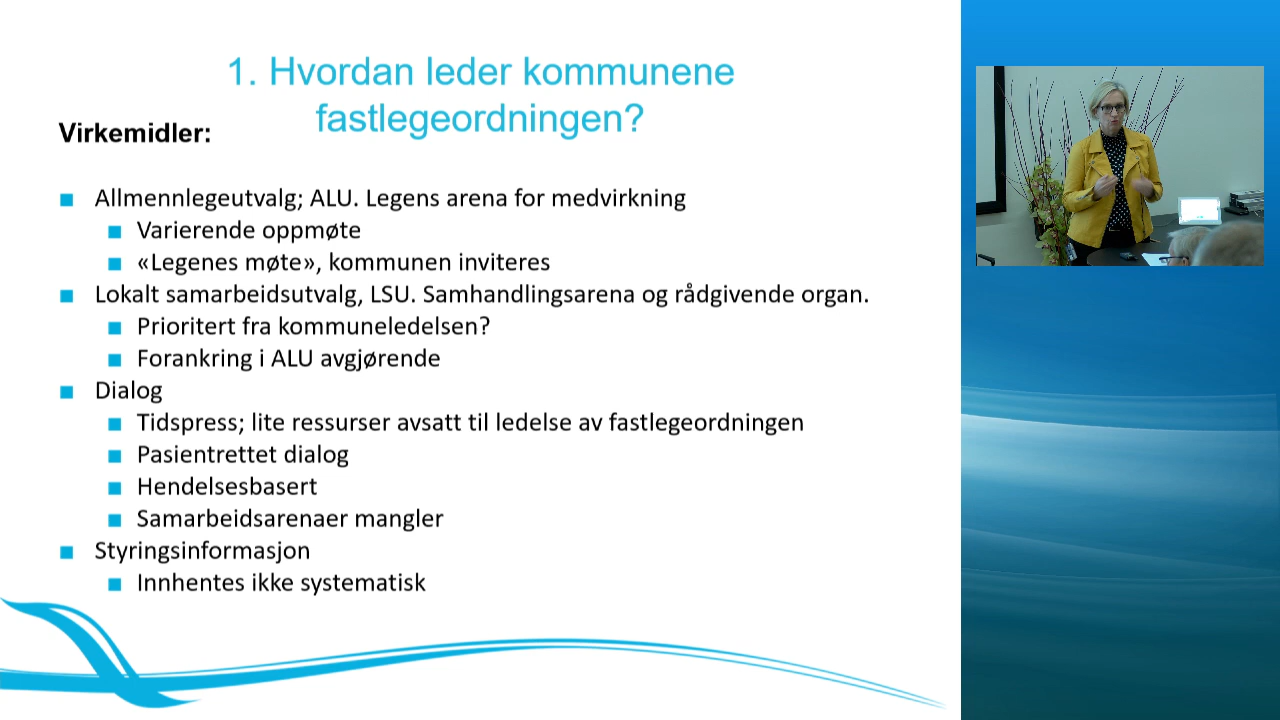 1. Hvordan leder kommunene
fastlegeordningen?
Virkemidler:
Allmennlegeutvalg; ALU. Legens arena for medvirkning
Varierende oppmøte
«Legenes møte», kommunen inviteres
Lokalt samarbeidsutvalg, LSU. Samhandlingsarena og rådgivende organ.
Prioritert fra kommuneledelsen?
Forankring i ALU avgjørende
Dialog
Tidspress; lite ressurser avsatt til ledelse av fastlegeordningen
Pasientrettet dialog
Hendelsesbasert
Samarbeidsarenaer mangler
Styringsinformasjon
Innhentes ikke systematisk